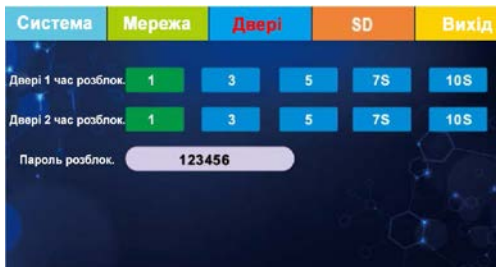 Система Мережа Двері SD Вихід
Двері 1 час розблок. 1 3 5 7S 10S
Двері 2 час розблок. 1 3 5 7S 10S
Пароль розблок. 123456